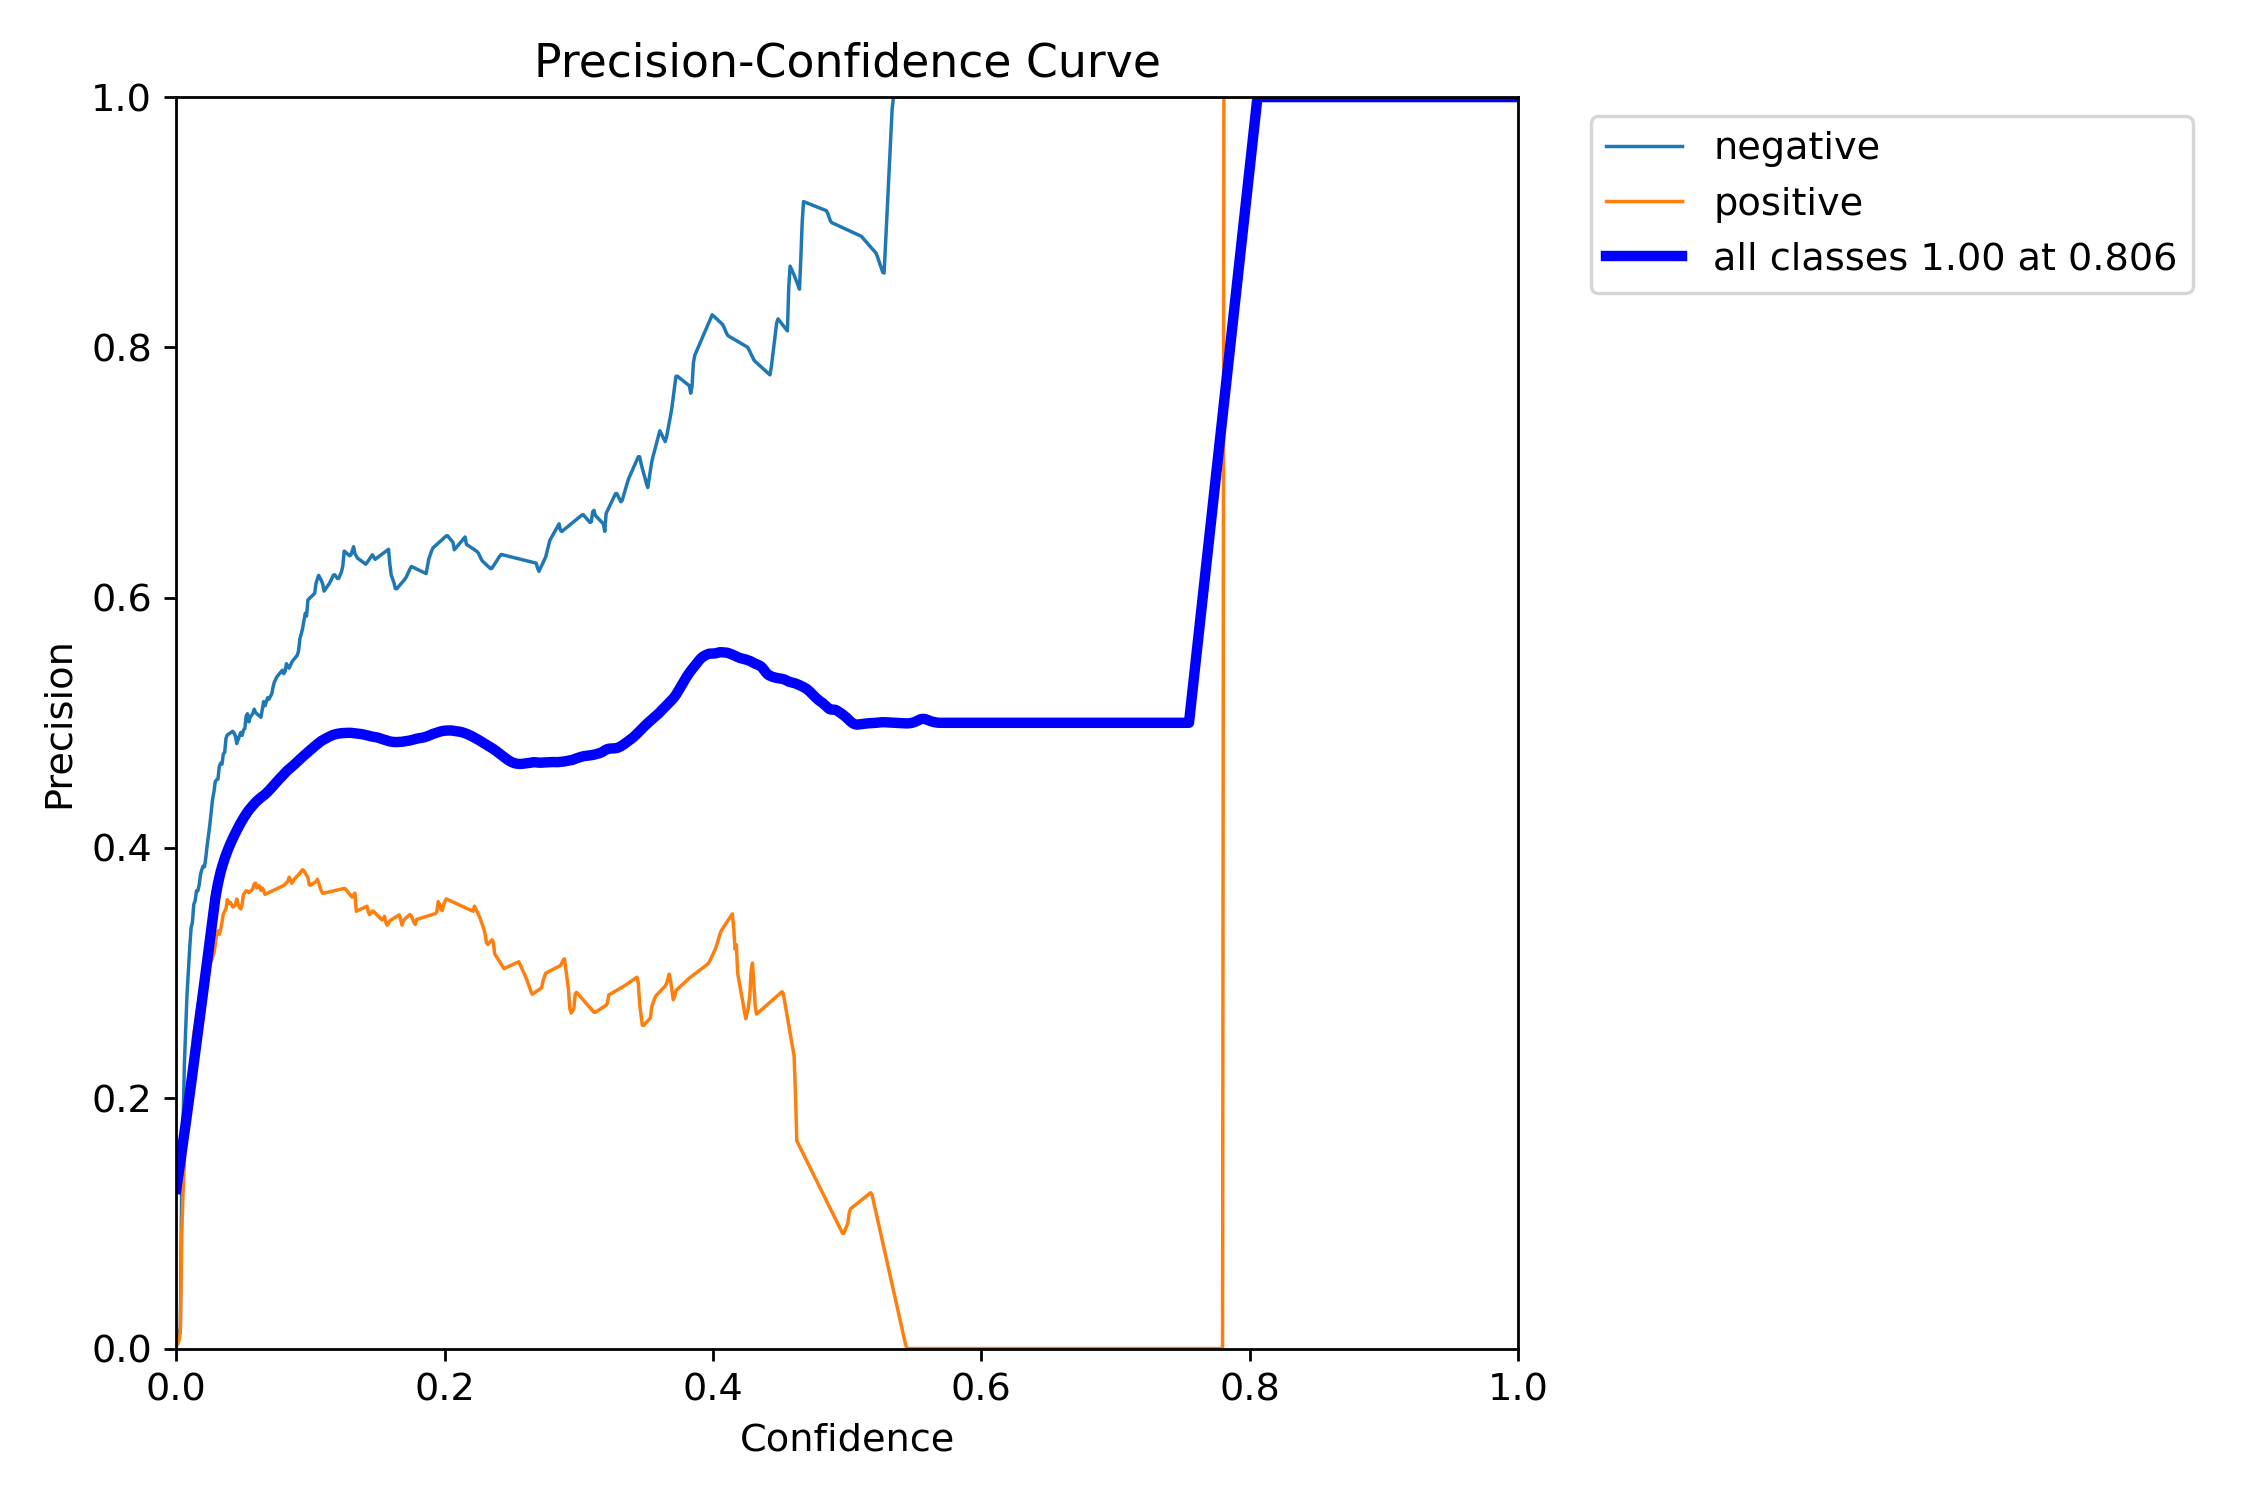 Precision-Confidence Curve
1.0
0.8
0.6
0.4
0.2
0.0
Precision
0.0 0.2 0.4 0.6 0.8 1.0
Confidence
negative
positive
all classes 1.00 at 0.806